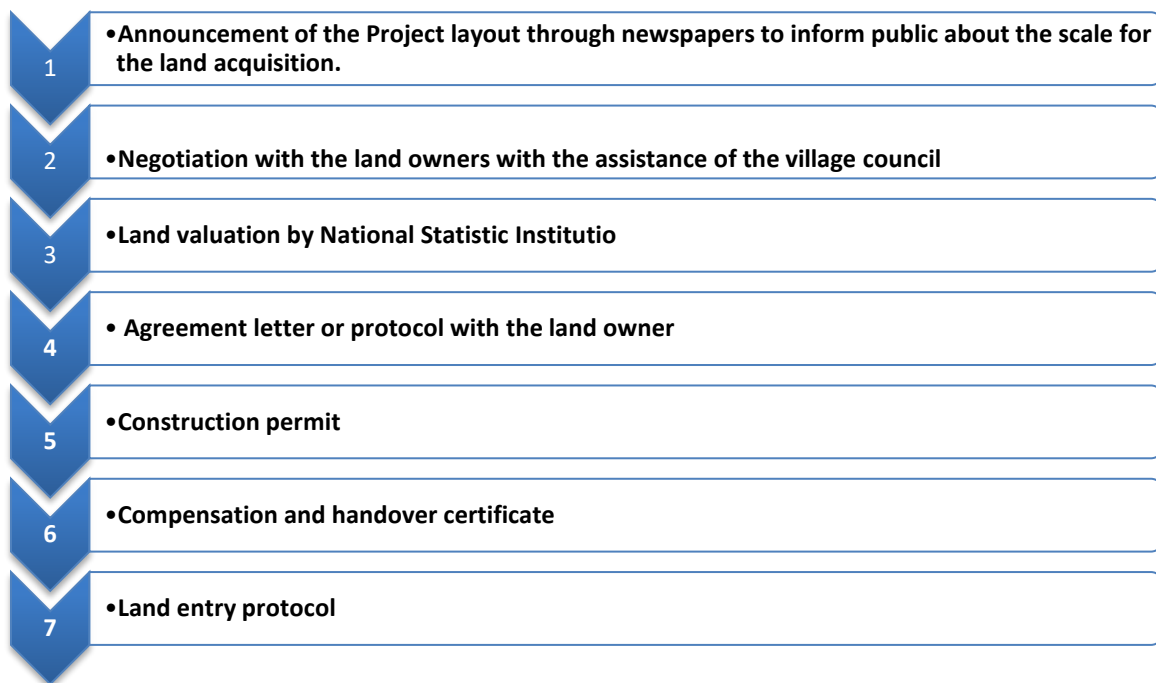 1
•Announcement of the Project layout through newspapers to inform public about the scale for
the land acquisition.
2
•Negotiation with the land owners with the assistance of the village council
3
•Land valuation by National Statistic Institutio
4
• Agreement letter or protocol with the land owner
5
•Construction permit
6
•Compensation and handover certificate
7
•Land entry protocol